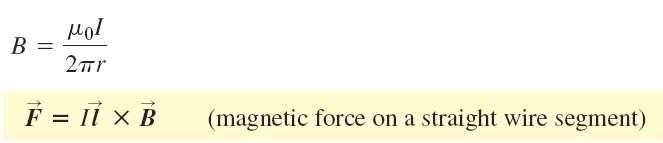 B = μ₀I / 2πr
F⃗ = Il⃗ × B⃗ (magnetic force on a straight wire segment)